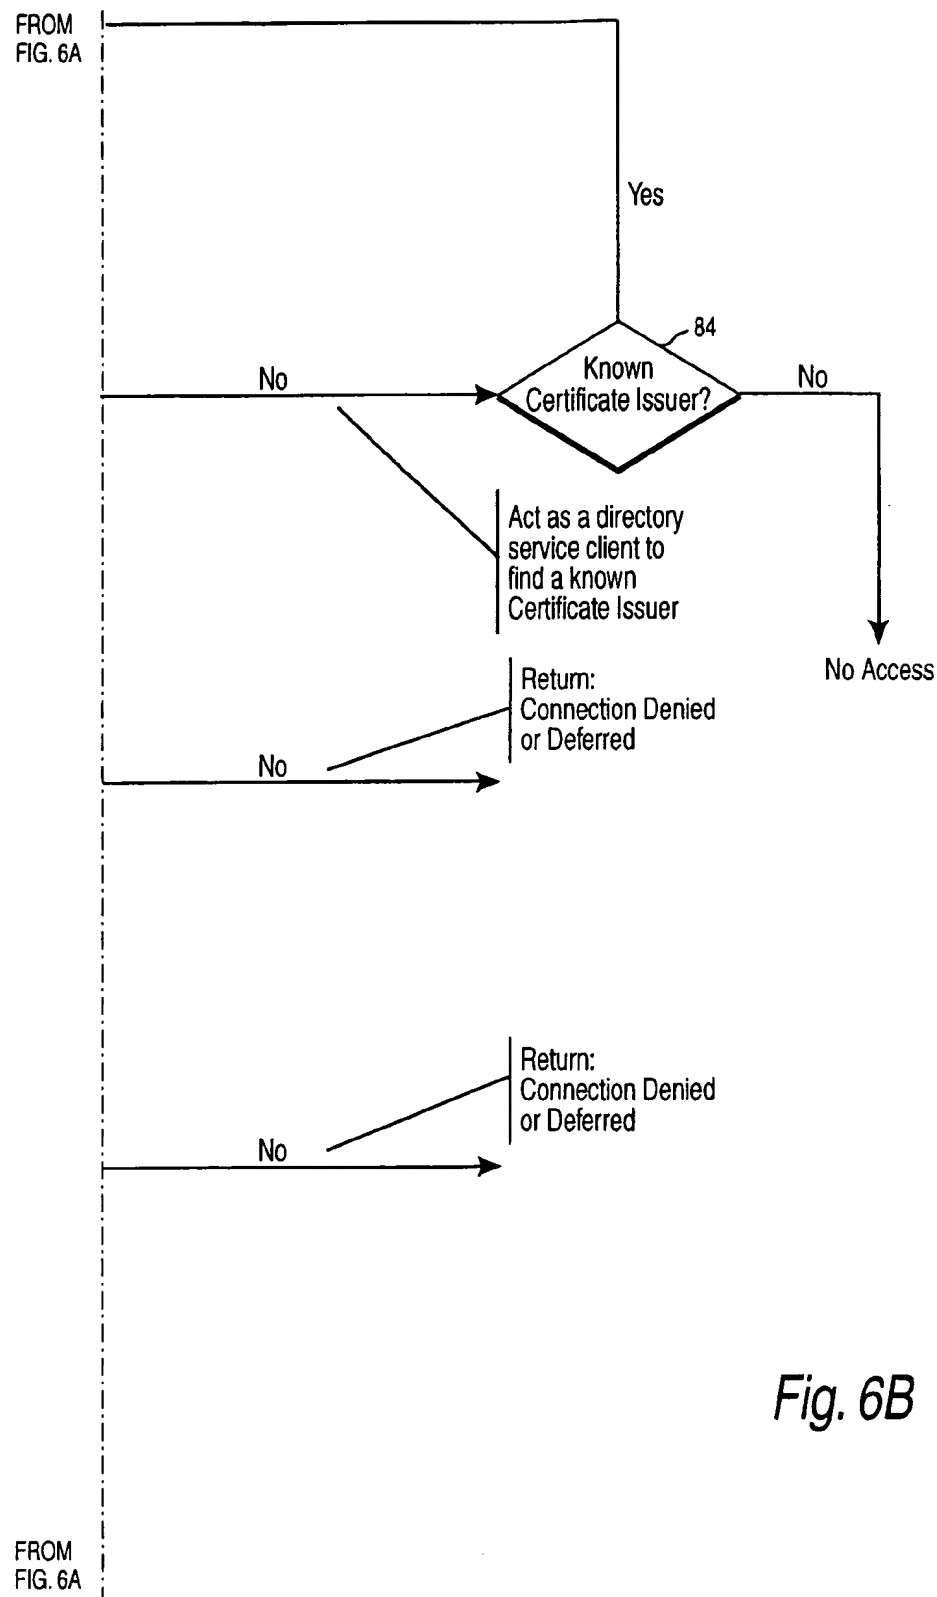 FROM
FIG. 6A
Yes
84
Known
Certificate Issuer?
No
No
Act as a directory
service client to
find a known
Certificate Issuer
No Access
Return:
Connection Denied
or Deferred
No
Return:
Connection Denied
or Deferred
No
Fig. 6B
FROM
FIG. 6A